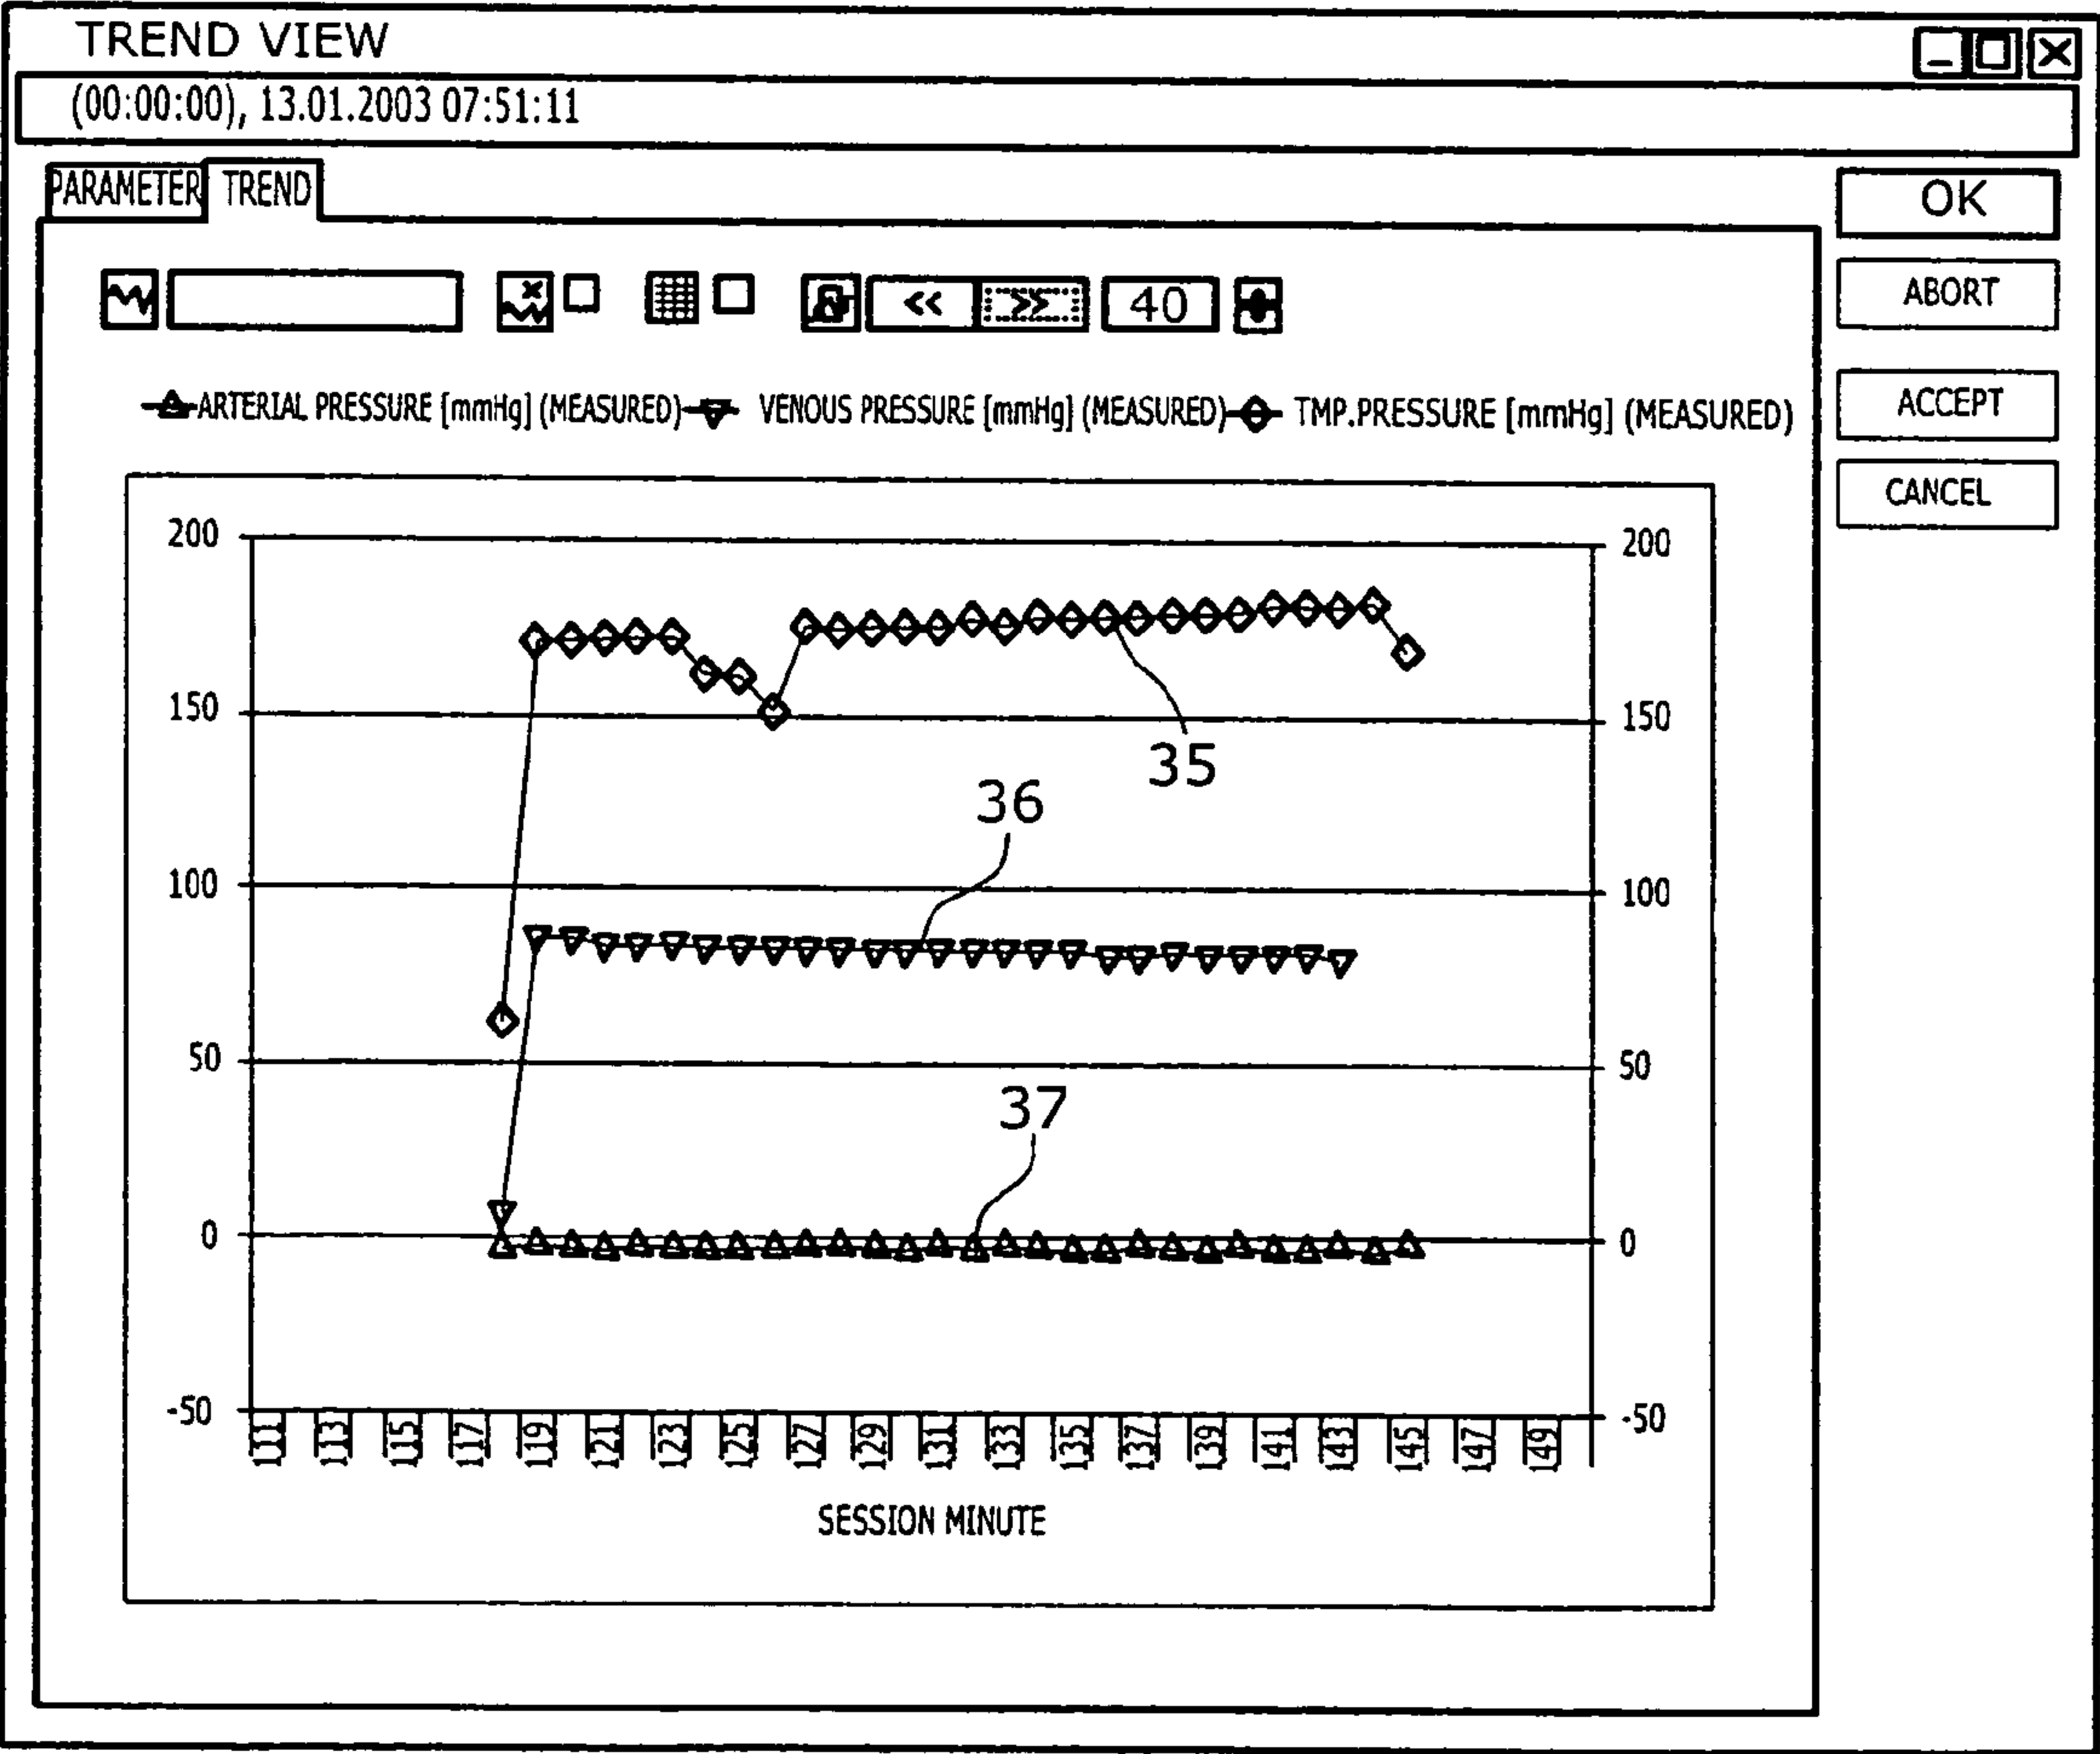 TREND VIEW
(00:00:00), 13.01.2003 07:51:11
PARAMETER TREND
OK
ABORT
<< >> 40
ACCEPT
ARTERIAL PRESSURE [mmHg] (MEASURED) VENOUS PRESSURE [mmHg] (MEASURED) TMP.PRESSURE [mmHg] (MEASURED)
CANCEL
200 200
150 150
35
36
100 100
50 50
37
0 0
-50 -50
111 113 115 117 119 121 123 125 127 129 131 133 135 137 139 141 143 145 147 149
SESSION MINUTE